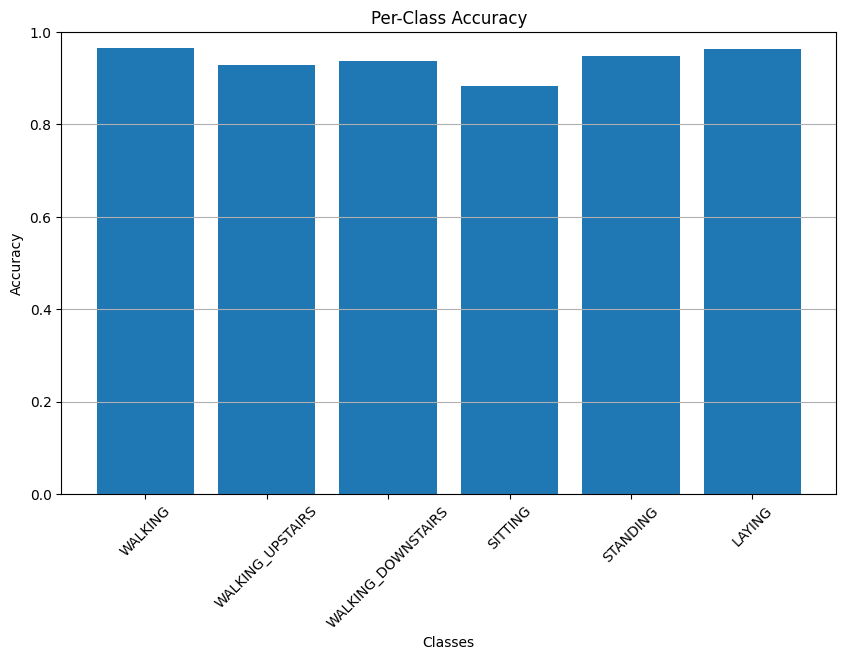 Per-Class Accuracy
1.0
0.8
0.6
0.4
0.2
0.0
Accuracy
WALKING
WALKING_UPSTAIRS
WALKING_DOWNSTAIRS
SITTING
STANDING
LAYING
Classes